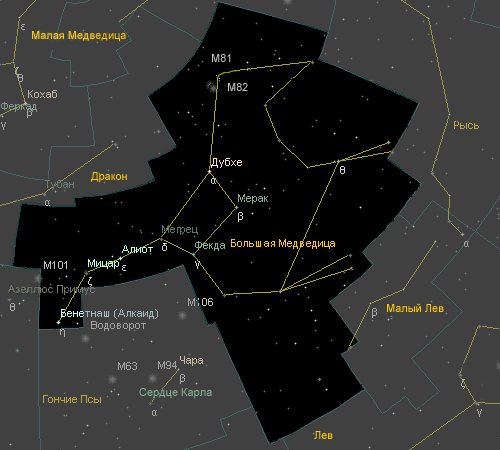 ε
Малая Медведица
M81
ζ
θ
M82
Кохаб
Феркад
β
γ
Рысь
Дубхе
θ
Дракон
Тубан
α
α
Мерак
β
Мегрец
Алиот
δ
Фекда
Большая Медведица
α
γ
M101
Мицар
ε
ζ
Азеллюс Примус
θ
M106
β
Малый Лев
Бенетнаш (Алкаид)
η
Водоворот
M63
M94
Чара
β
ζ
Сердце Карла
Гончие Псы
α
γ
Лев